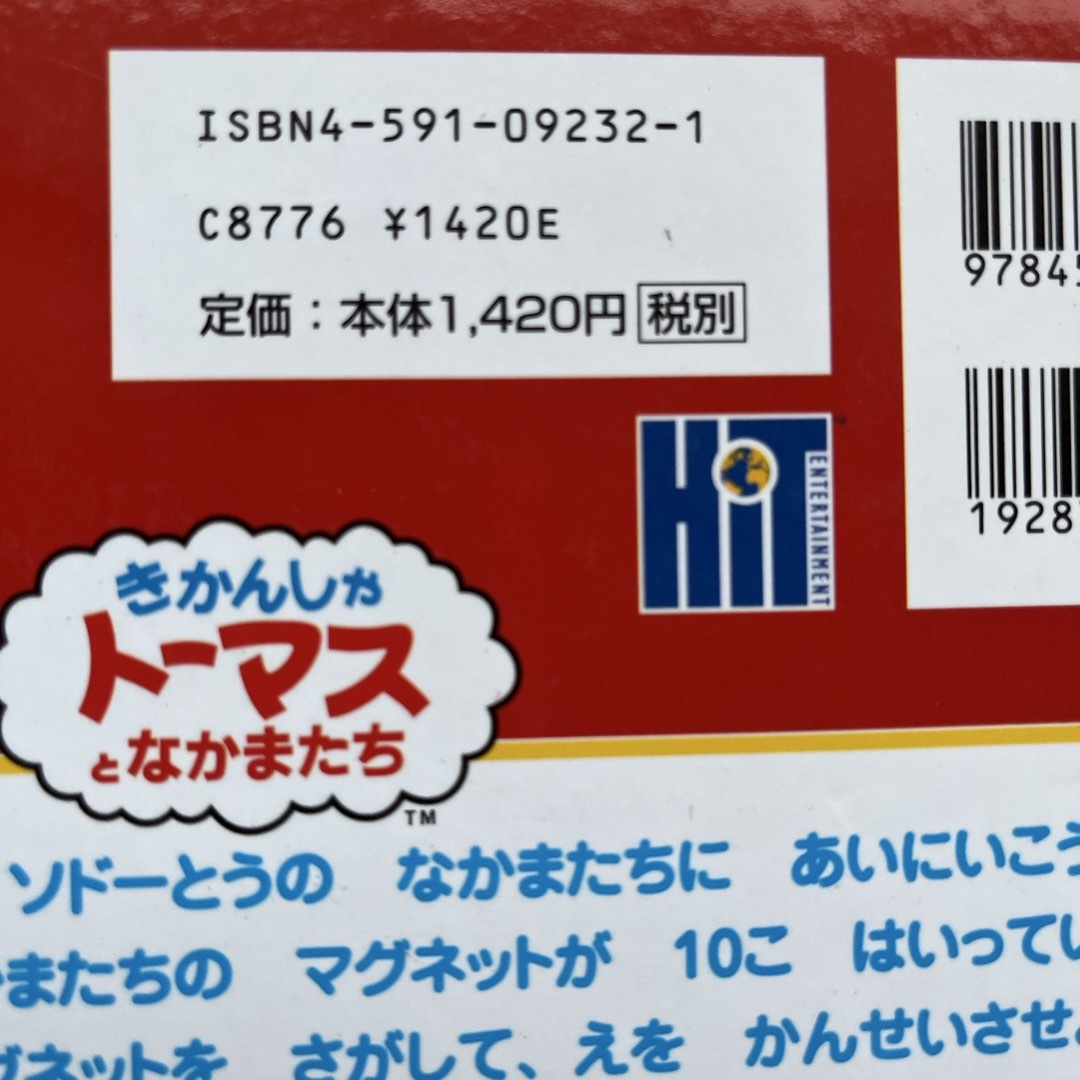 ISBN4-591-09232-1
C8776 ¥1420E
定価：本体1,420円 税別
9784
1928
HiT ENTERTAINMENT
きかんしゃ
トーマス
となかまたち
TM
ソドーとうの なかまたちに あいにいこう
またちの マグネットが 10こ はいってい
グネットを さがして、えを かんせいさせ